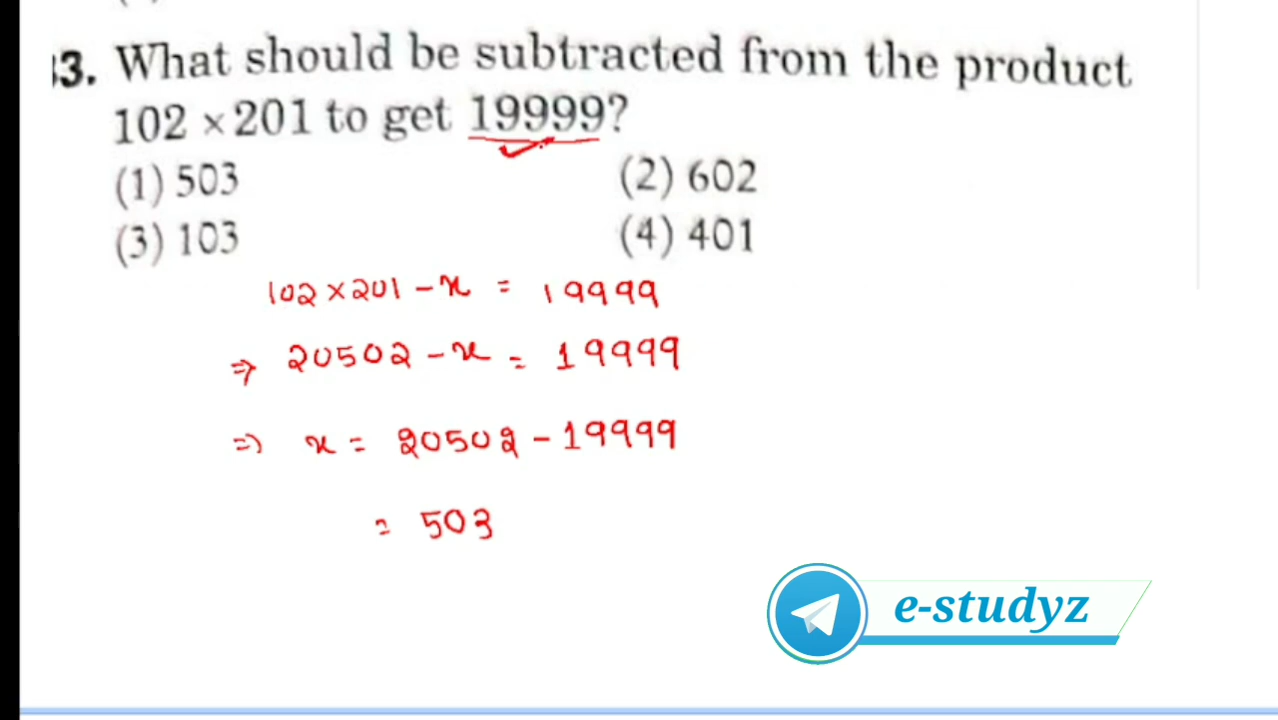 3. What should be subtracted from the product
102 × 201 to get 19999?
(1) 503 (2) 602
(3) 103 (4) 401
102 × 201 − x = 19999
⇒ 20502 − x = 19999
⇒ x = 20502 − 19999
= 503
e-studyz